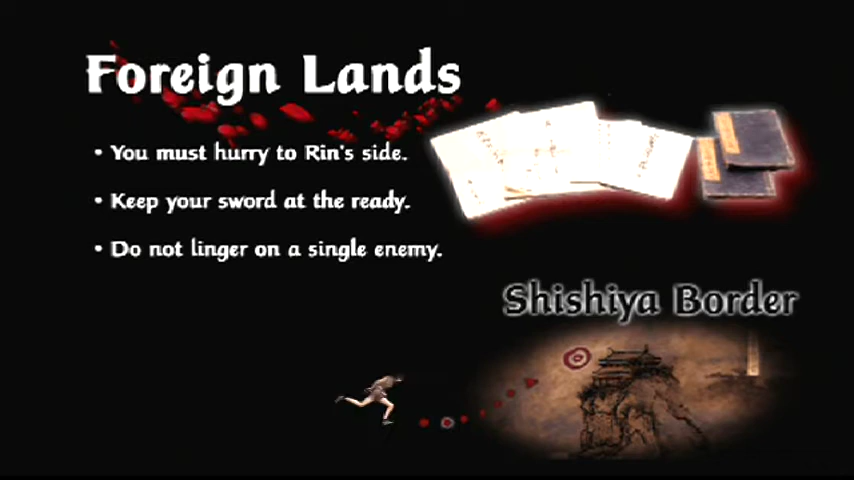 Foreign Lands
• You must hurry to Rin's side.
• Keep your sword at the ready.
• Do not linger on a single enemy.
Shishiya Border